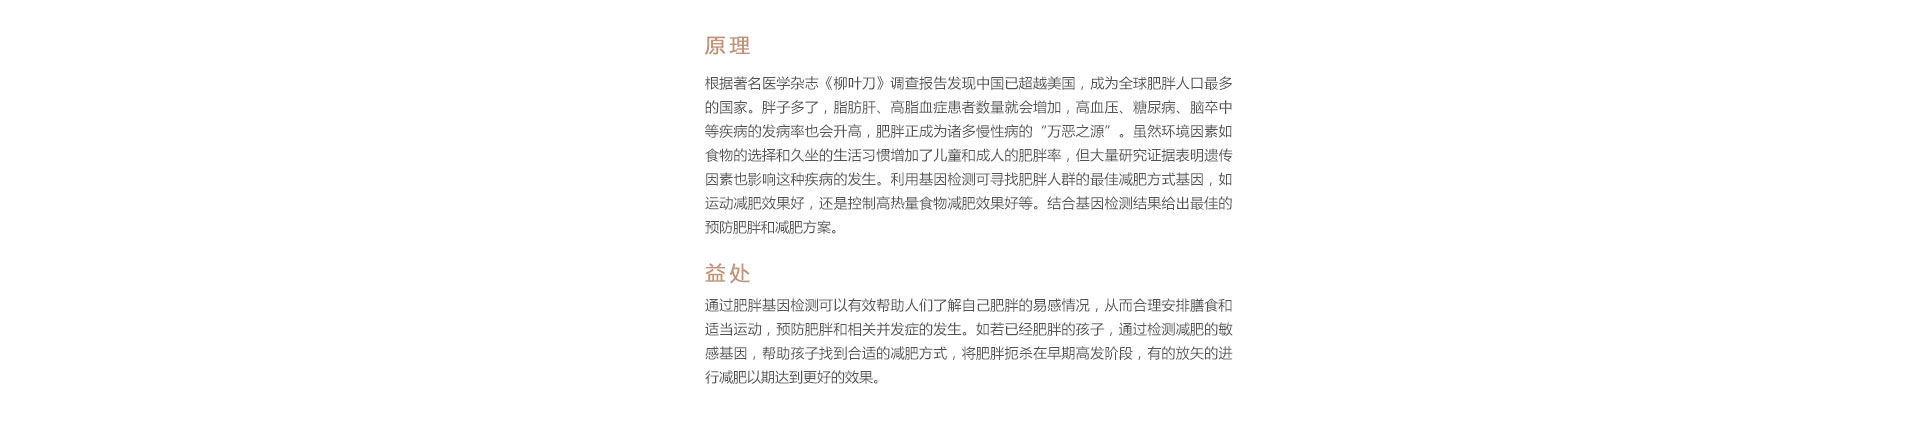 原理
根据著名医学杂志《柳叶刀》调查报告发现中国已超越美国，成为全球肥胖人口最多
的国家。胖子多了，脂肪肝、高脂血症患者数量就会增加，高血压、糖尿病、脑卒中
等疾病的发病率也会升高，肥胖正成为诸多慢性病的“万恶之源”。虽然环境因素如
食物的选择和久坐的生活习惯增加了儿童和成人的肥胖率，但大量研究证据表明遗传
因素也影响这种疾病的发生。利用基因检测可寻找肥胖人群的最佳减肥方式基因，如
运动减肥效果好，还是控制高热量食物减肥效果好等。结合基因检测结果给出最佳的
预防肥胖和减肥方案。
益处
通过肥胖基因检测可以有效帮助人们了解自己肥胖的易感情况，从而合理安排膳食和
适当运动，预防肥胖和相关并发症的发生。如若已经肥胖的孩子，通过检测减肥的敏
感基因，帮助孩子找到合适的减肥方式，将肥胖扼杀在早期高发阶段，有的放矢的进
行减肥以期达到更好的效果。